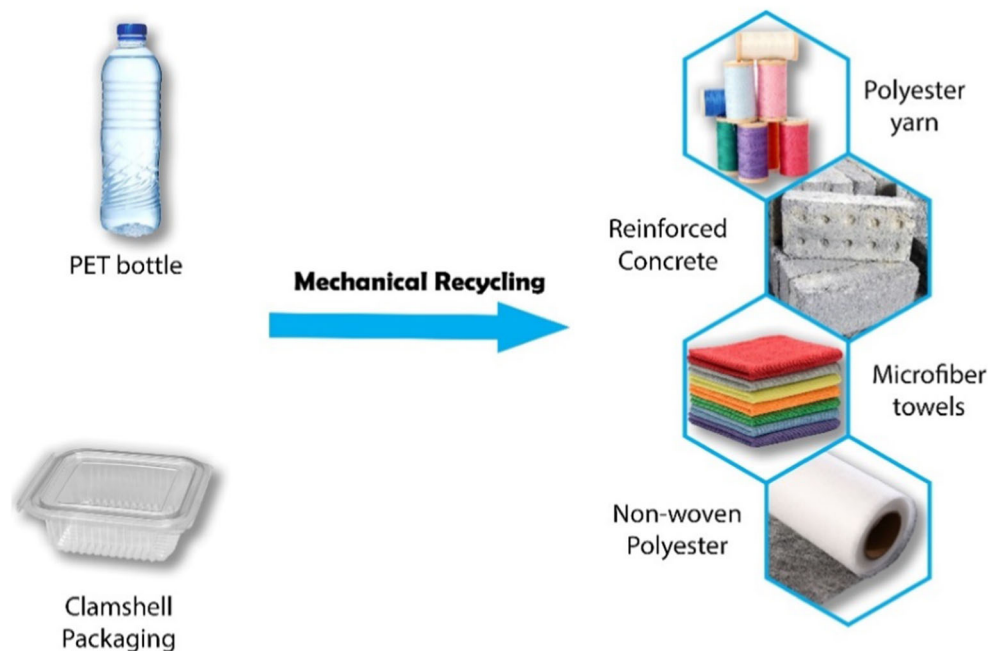 PET bottle
Clamshell
Packaging
Mechanical Recycling
Polyester
yarn
Reinforced
Concrete
Microfiber
towels
Non-woven
Polyester